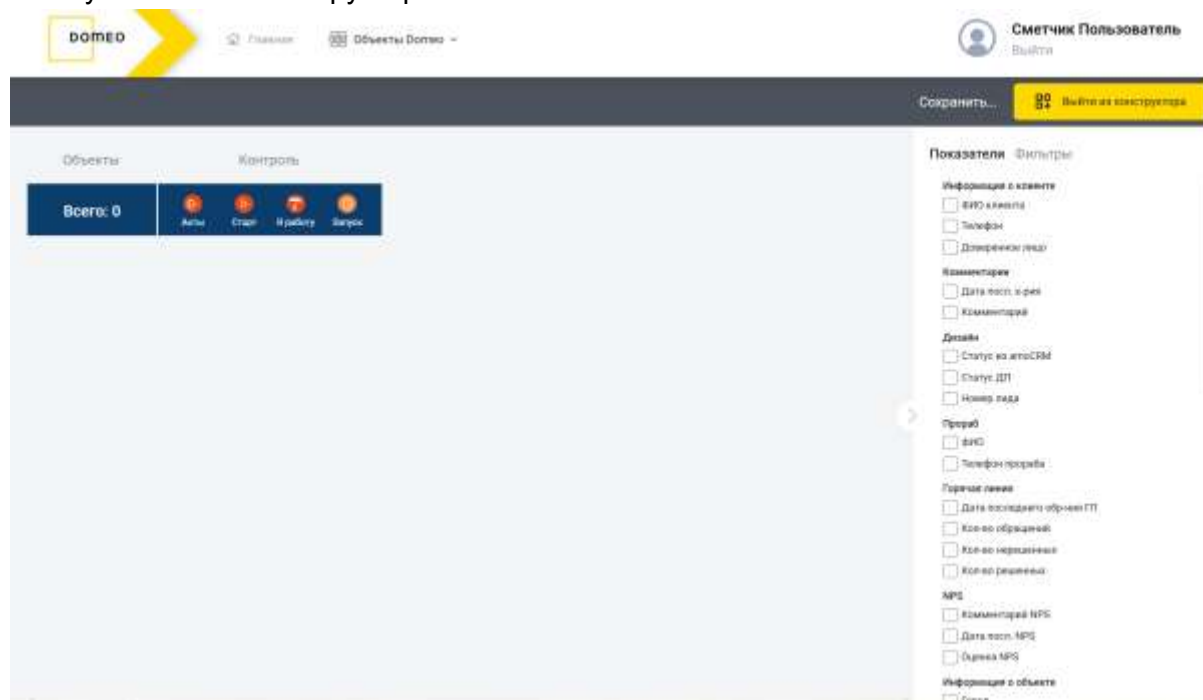 DOMEO
Главная
Объекты Domeo
Сметчик Пользователь
Выйти
Сохранить...
Выйти из конструктора
Объекты
Контроль
Показатели Фильтры
Всего: 0
Акты
Старт
В работу
Запуск
Информация о клиенте
ФИО клиента
Телефон
Доверенное лицо
Комментарии
Дата посл. к-рия
Комментарий
Дизайн
Статус из amoCRM
Статус ДП
Номер лида
Прораб
ФИО
Телефон прораба
Горячая линия
Дата последнего обр-ния ГЛ
Кол-во обращений
Кол-во нерешенных
Кол-во решенных
NPS
Комментарий NPS
Дата посл. NPS
Оценка NPS
Информация о объекте